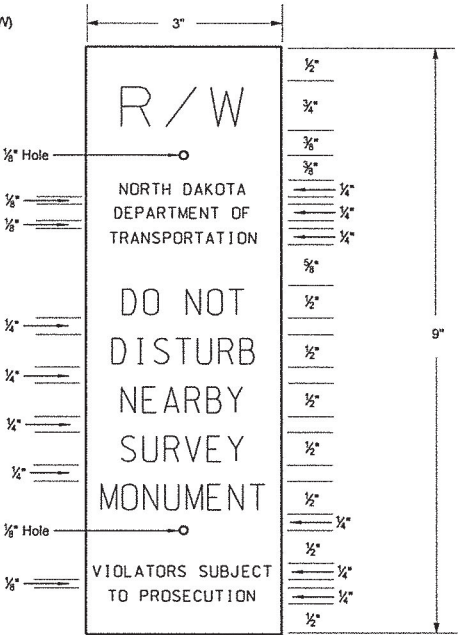 W)
3"
R/W
1/8" Hole
NORTH DAKOTA
DEPARTMENT OF
TRANSPORTATION
DO NOT
DISTURB
NEARBY
SURVEY
MONUMENT
1/8" Hole
VIOLATORS SUBJECT
TO PROSECUTION
1/8"
1/8"
1/4"
1/4"
1/4"
1/4"
1/8"
1/2"
3/4"
3/8"
3/8"
1/4"
1/4"
1/4"
5/8"
1/2"
1/2"
1/2"
1/2"
1/2"
1/4"
1/2"
1/4"
1/4"
1/2"
9"